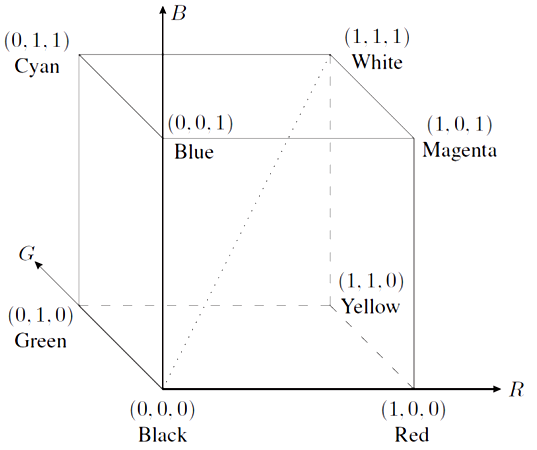 B
(0, 1, 1)
Cyan
(1, 1, 1)
White
(0, 0, 1)
Blue
(1, 0, 1)
Magenta
G
(0, 1, 0)
Green
(1, 1, 0)
Yellow
R
(0, 0, 0)
Black
(1, 0, 0)
Red